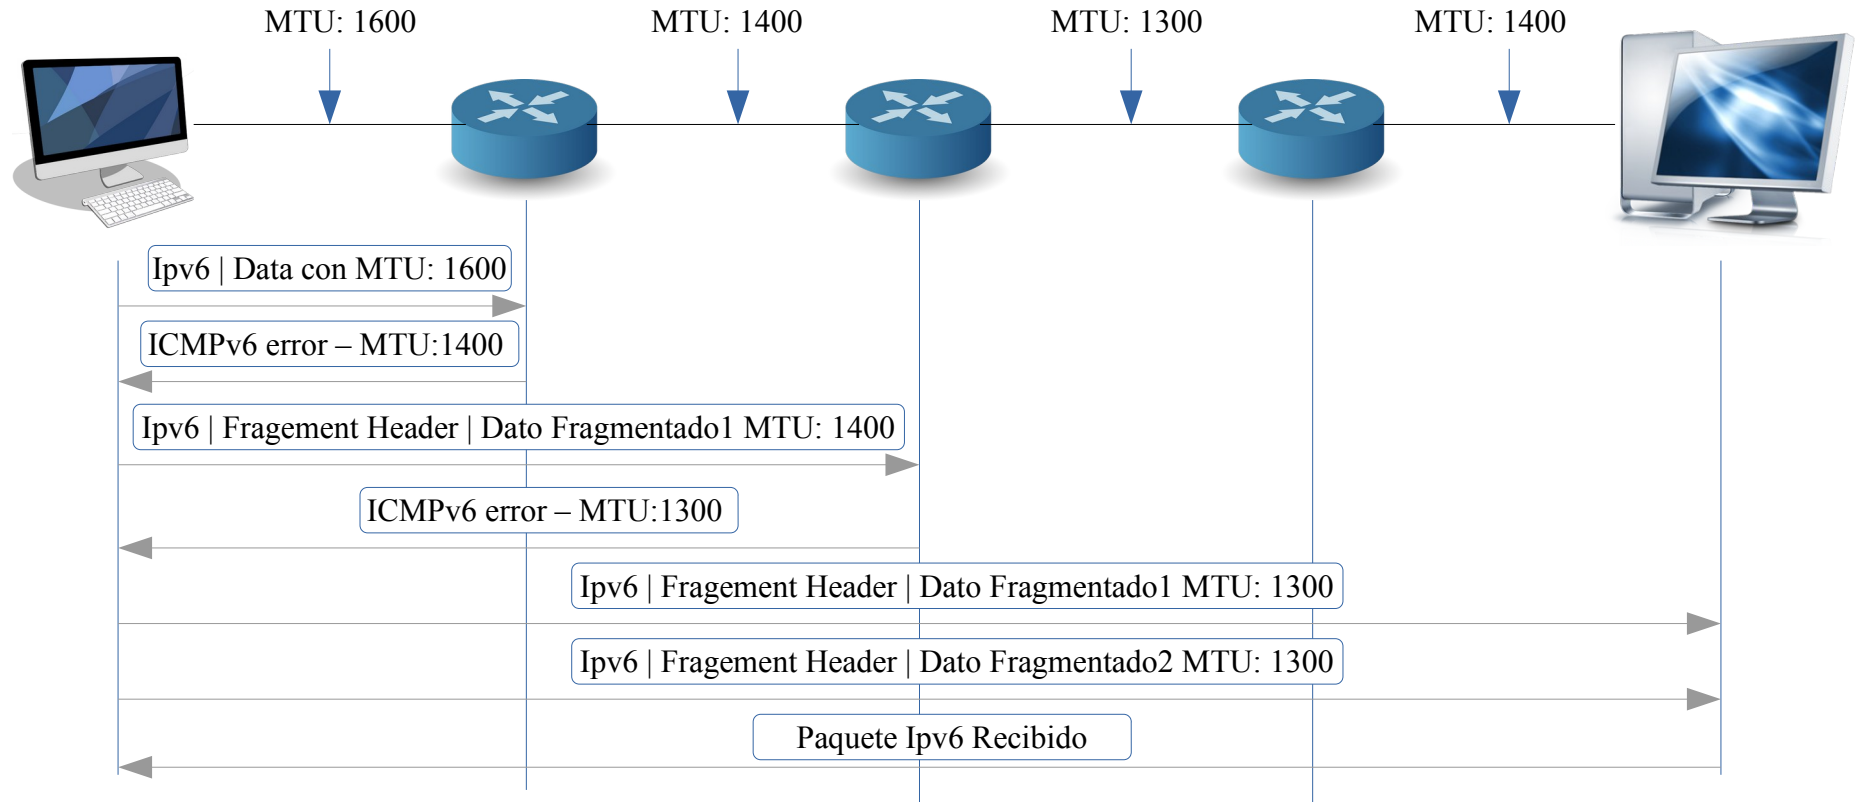 MTU: 1600
MTU: 1400
MTU: 1300
MTU: 1400
Ipv6 | Data con MTU: 1600
ICMPv6 error – MTU:1400
Ipv6 | Fragement Header | Dato Fragmentado1 MTU: 1400
ICMPv6 error – MTU:1300
Ipv6 | Fragement Header | Dato Fragmentado1 MTU: 1300
Ipv6 | Fragement Header | Dato Fragmentado2 MTU: 1300
Paquete Ipv6 Recibido